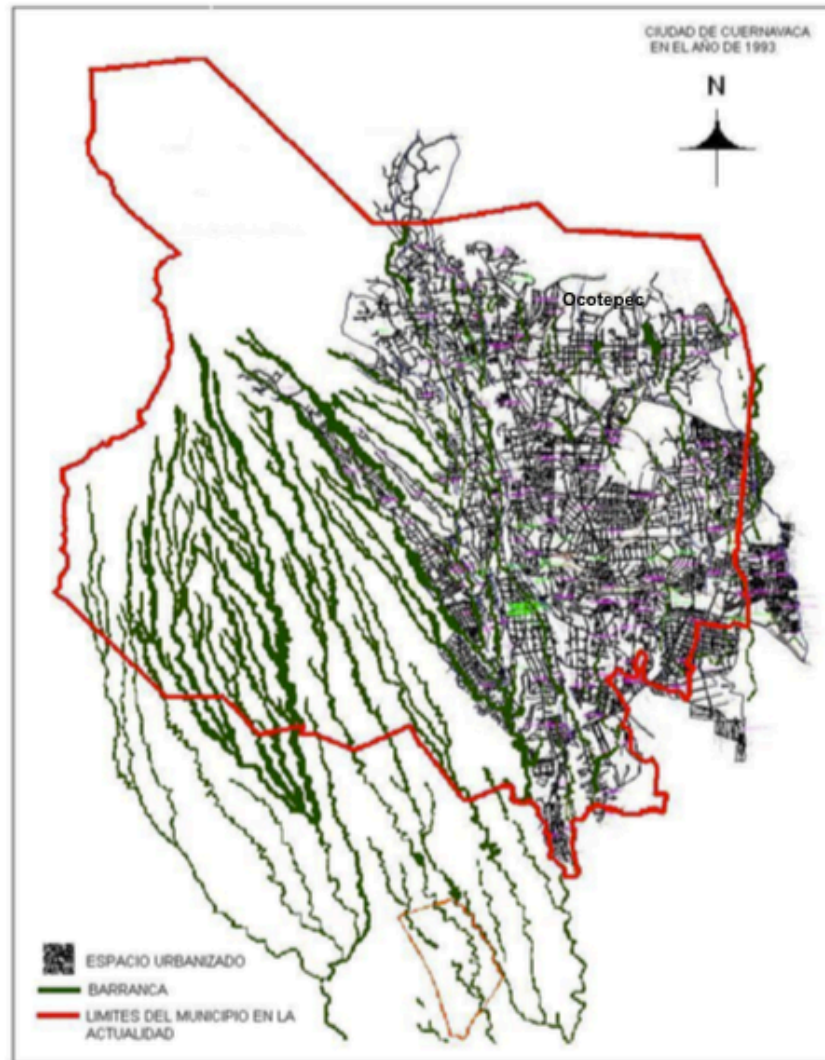 CIUDAD DE CUERNAVACA
EN EL AÑO DE 1993
N
Ocotepec
ESPACIO URBANIZADO
BARRANCA
LIMITES DEL MUNICIPIO EN LA
ACTUALIDAD